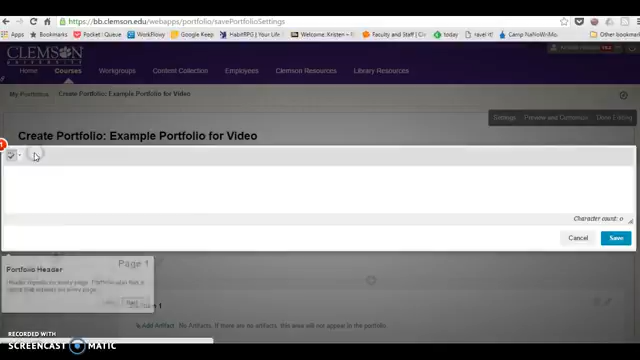 https://bb.clemson.edu/webapps/portfolio/savePortfolioSettings
Apps Bookmarks Pocket | Queue WorkFlowy Google Keep HabitRPG | Your Life Welcome, Kristen Faculty and Staff | Cl today Camp NaNoWriMo Other bookmarks
CLEMSON
UNIVERSITY
Home Courses Workgroups Content Collection Employees Clemson Resources Library Resources
My Portfolios Create Portfolio: Example Portfolio for Video
Create Portfolio: Example Portfolio for Video
Settings Preview and Customize Done Editing
1
Character count: 0
Cancel Save
Page 1
Portfolio Header
Add Artifact No Artifacts. If there are no artifacts, this area will not appear in the portfolio.
RECORDED WITH
SCREENCAST MATIC